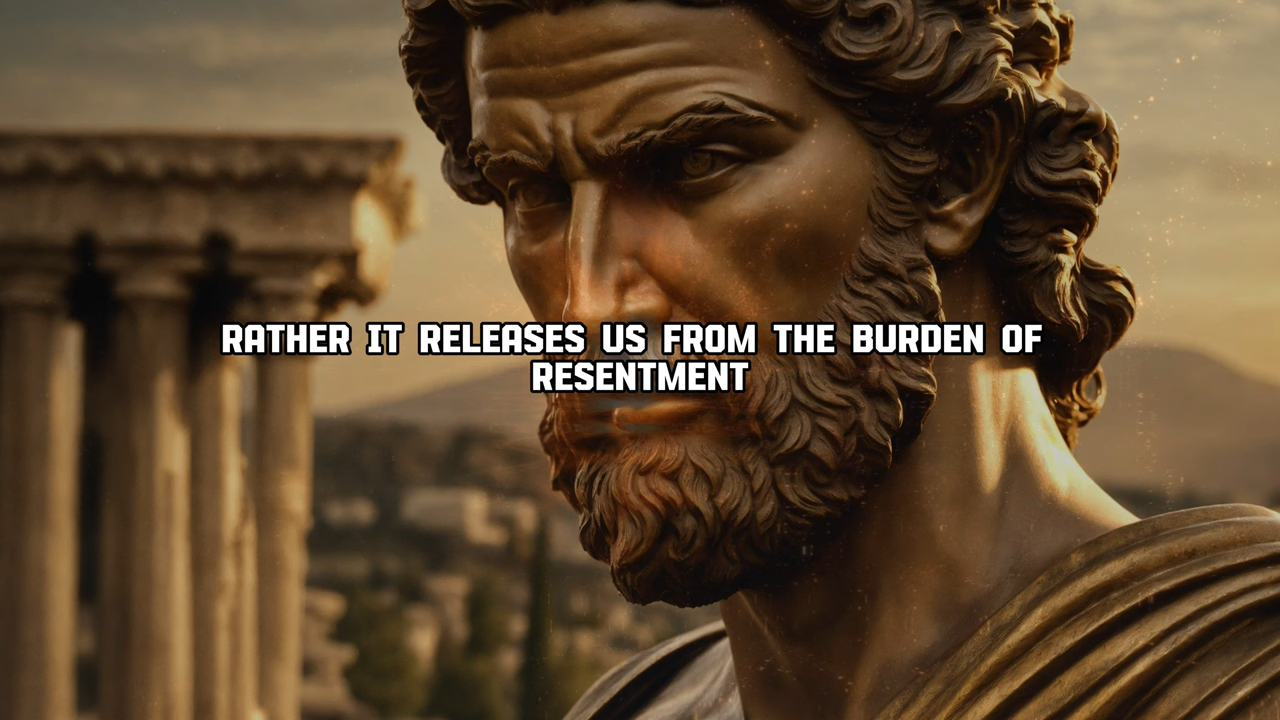 RATHER IT RELEASES US FROM THE BURDEN OF
RESENTMENT